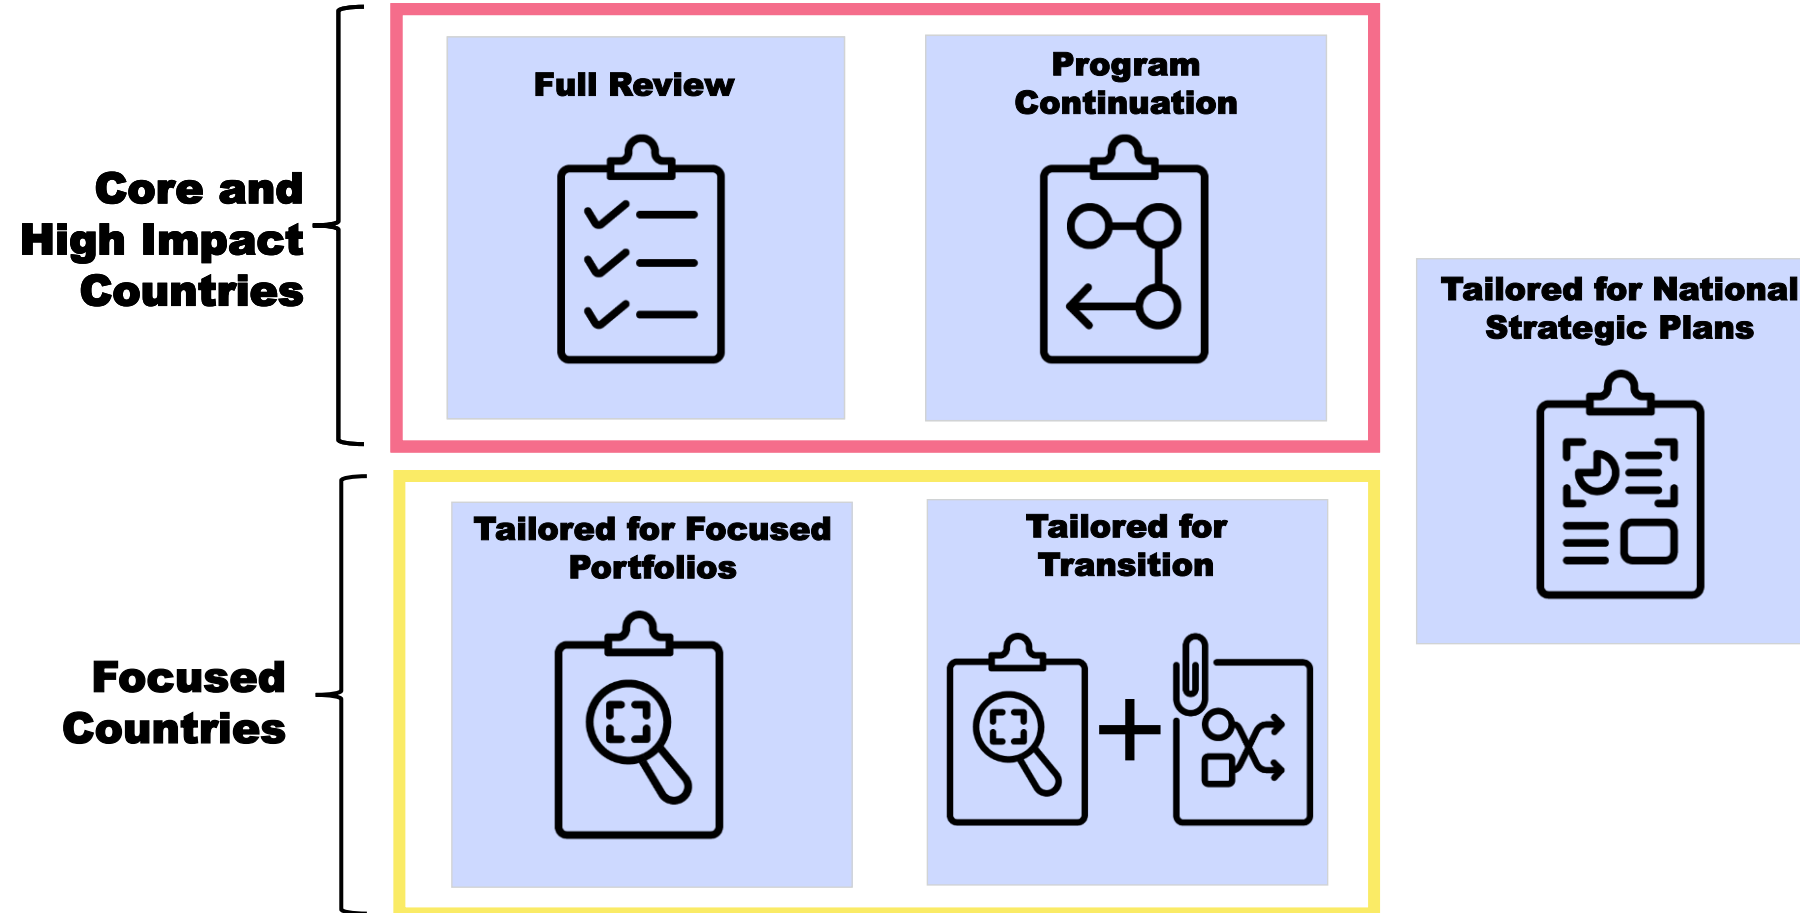 Core and
High Impact
Countries
Full Review
Program
Continuation
Tailored for National
Strategic Plans
Focused
Countries
Tailored for Focused
Portfolios
Tailored for
Transition